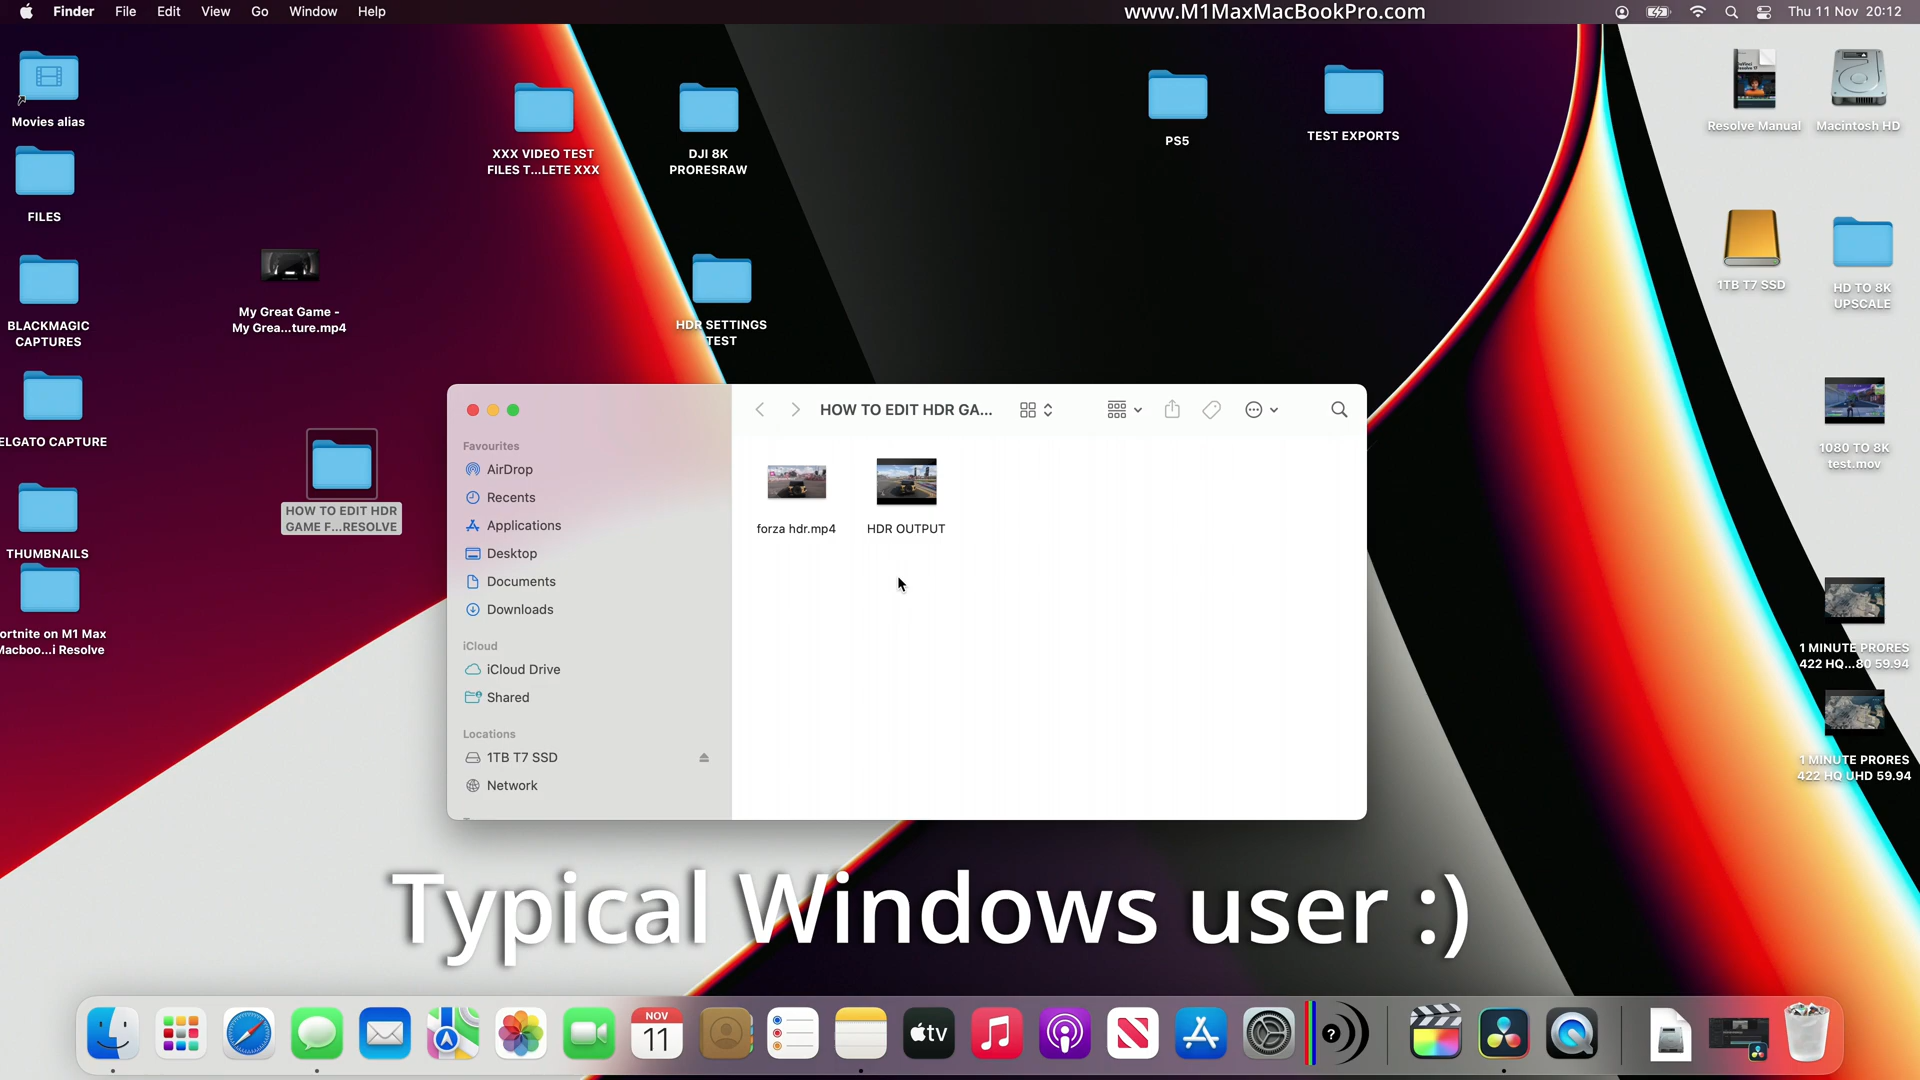 Finder File Edit View Go Window Help
www.M1MaxMacBookPro.com
Thu 11 Nov 20:12
Movies alias
FILES
BLACKMAGIC
CAPTURES
ELGATO CAPTURE
THUMBNAILS
ortnite on M1 Max
Macboo...i Resolve
My Great Game -
My Grea...ture.mp4
HOW TO EDIT HDR
GAME F...RESOLVE
XXX VIDEO TEST
FILES T...LETE XXX
DJI 8K
PRORESRAW
HDR SETTINGS
TEST
PS5
TEST EXPORTS
Resolve Manual
Macintosh HD
1TB T7 SSD
HD TO 8K
UPSCALE
1080 TO 8K
test.mov
1 MINUTE PRORES
422 HQ...80 59.94
1 MINUTE PRORES
422 HQ UHD 59.94
HOW TO EDIT HDR GA...
Favourites
AirDrop
Recents
Applications
Desktop
Documents
Downloads
iCloud
iCloud Drive
Shared
Locations
1TB T7 SSD
Network
forza hdr.mp4
HDR OUTPUT
Typical Windows user :)
NOV
11
tv
?